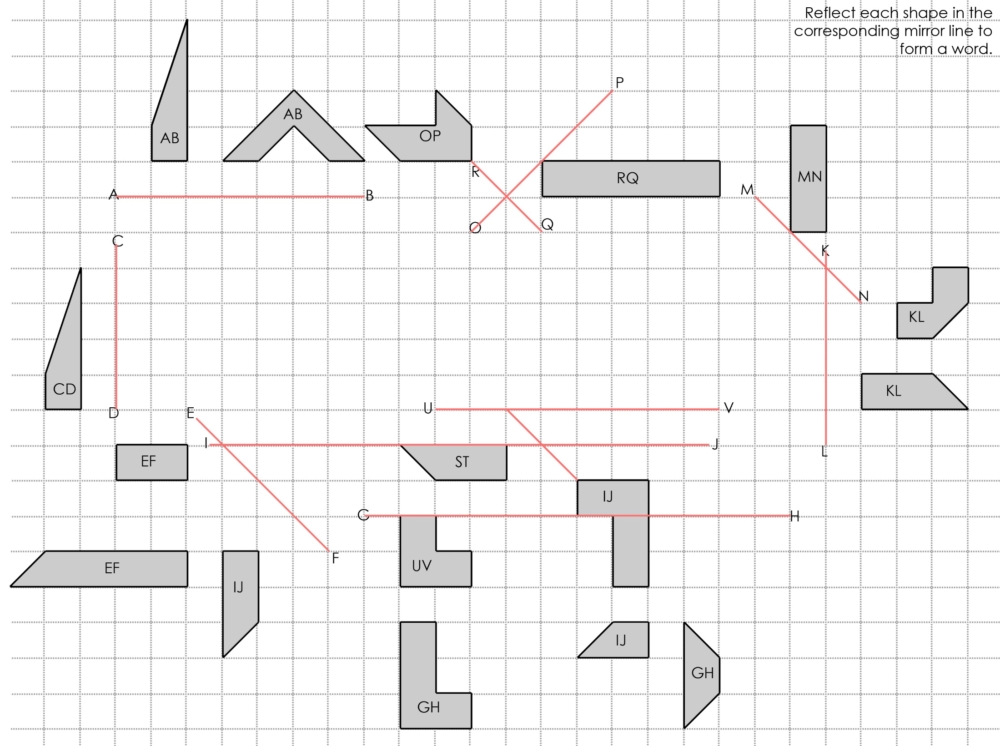 Reflect each shape in the
corresponding mirror line to
form a word.
P
AB
AB
OP
R
RQ
MN
M
A
B
O
Q
C
K
N
KL
CD
KL
D
E
U
V
I
J
L
EF
ST
IJ
C
H
F
EF
UV
IJ
IJ
GH
GH